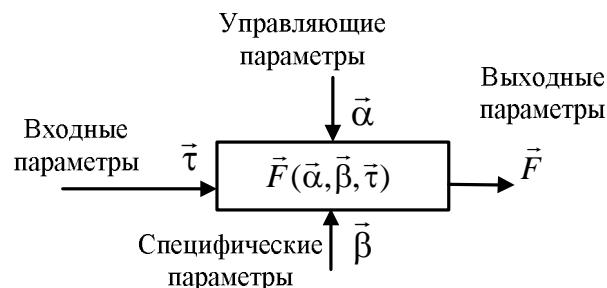 Управляющие
параметры
Выходные
параметры
Входные
параметры
α⃗
τ⃗
F⃗(α⃗,β⃗,τ⃗)
F⃗
Специфические
параметры
β⃗